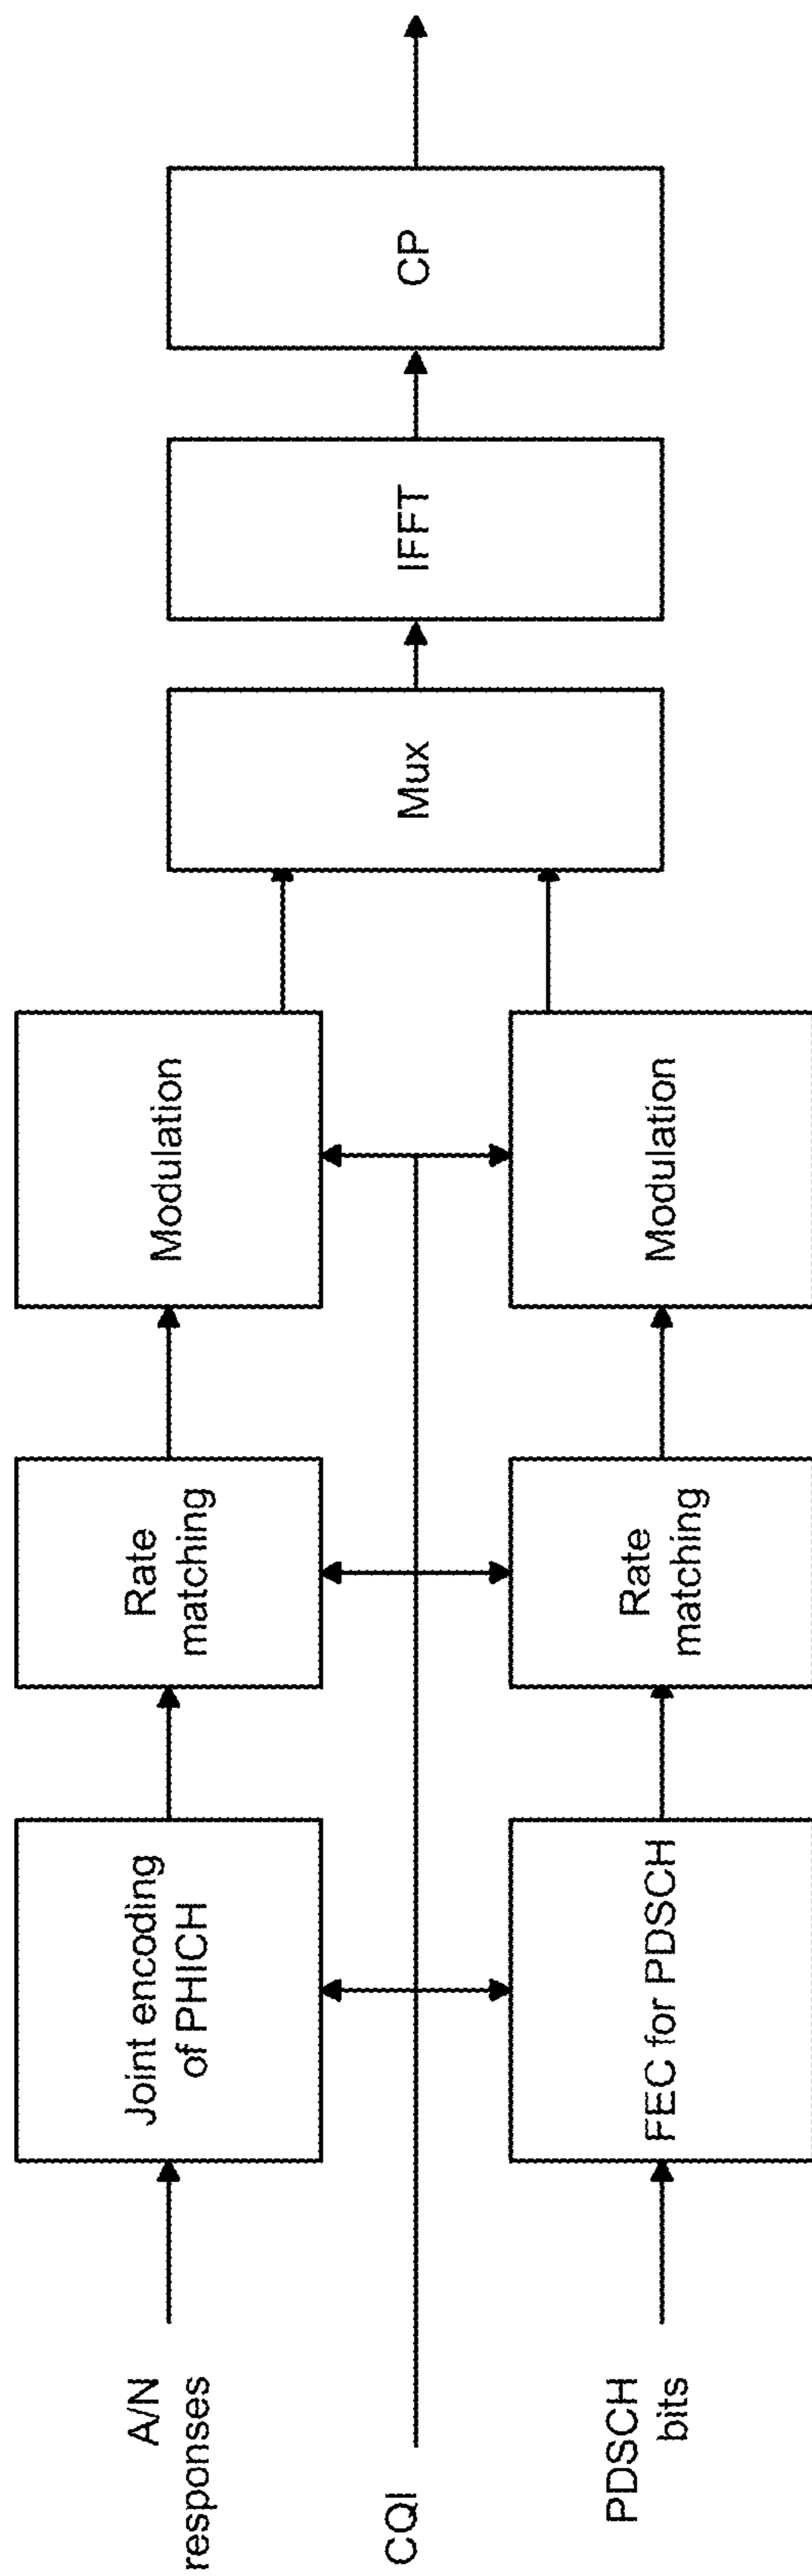 A/N
responses
Joint encoding
of PHICH
Rate
matching
Modulation
CQI
PDSCH
bits
FEC for PDSCH
Rate
matching
Modulation
Mux
IFFT
CP